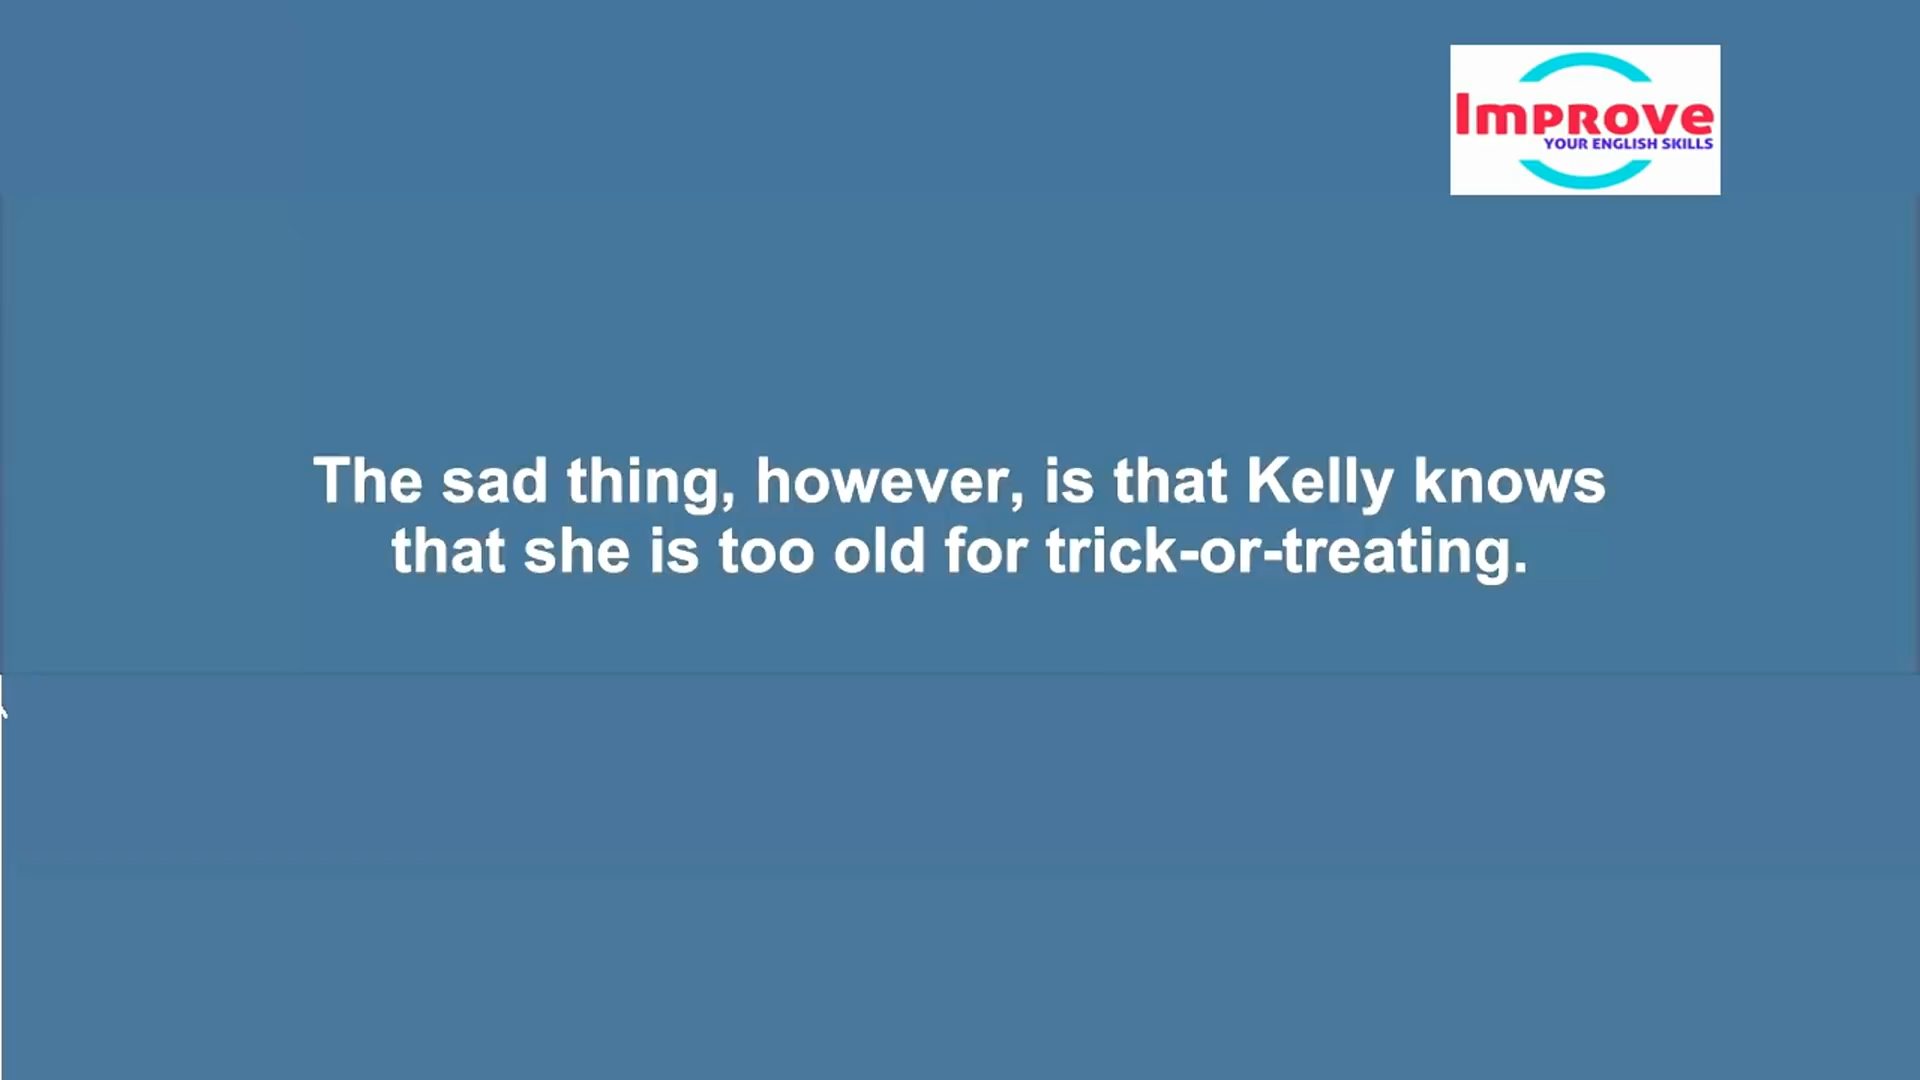 Improve
YOUR ENGLISH SKILLS
The sad thing, however, is that Kelly knows
that she is too old for trick-or-treating.